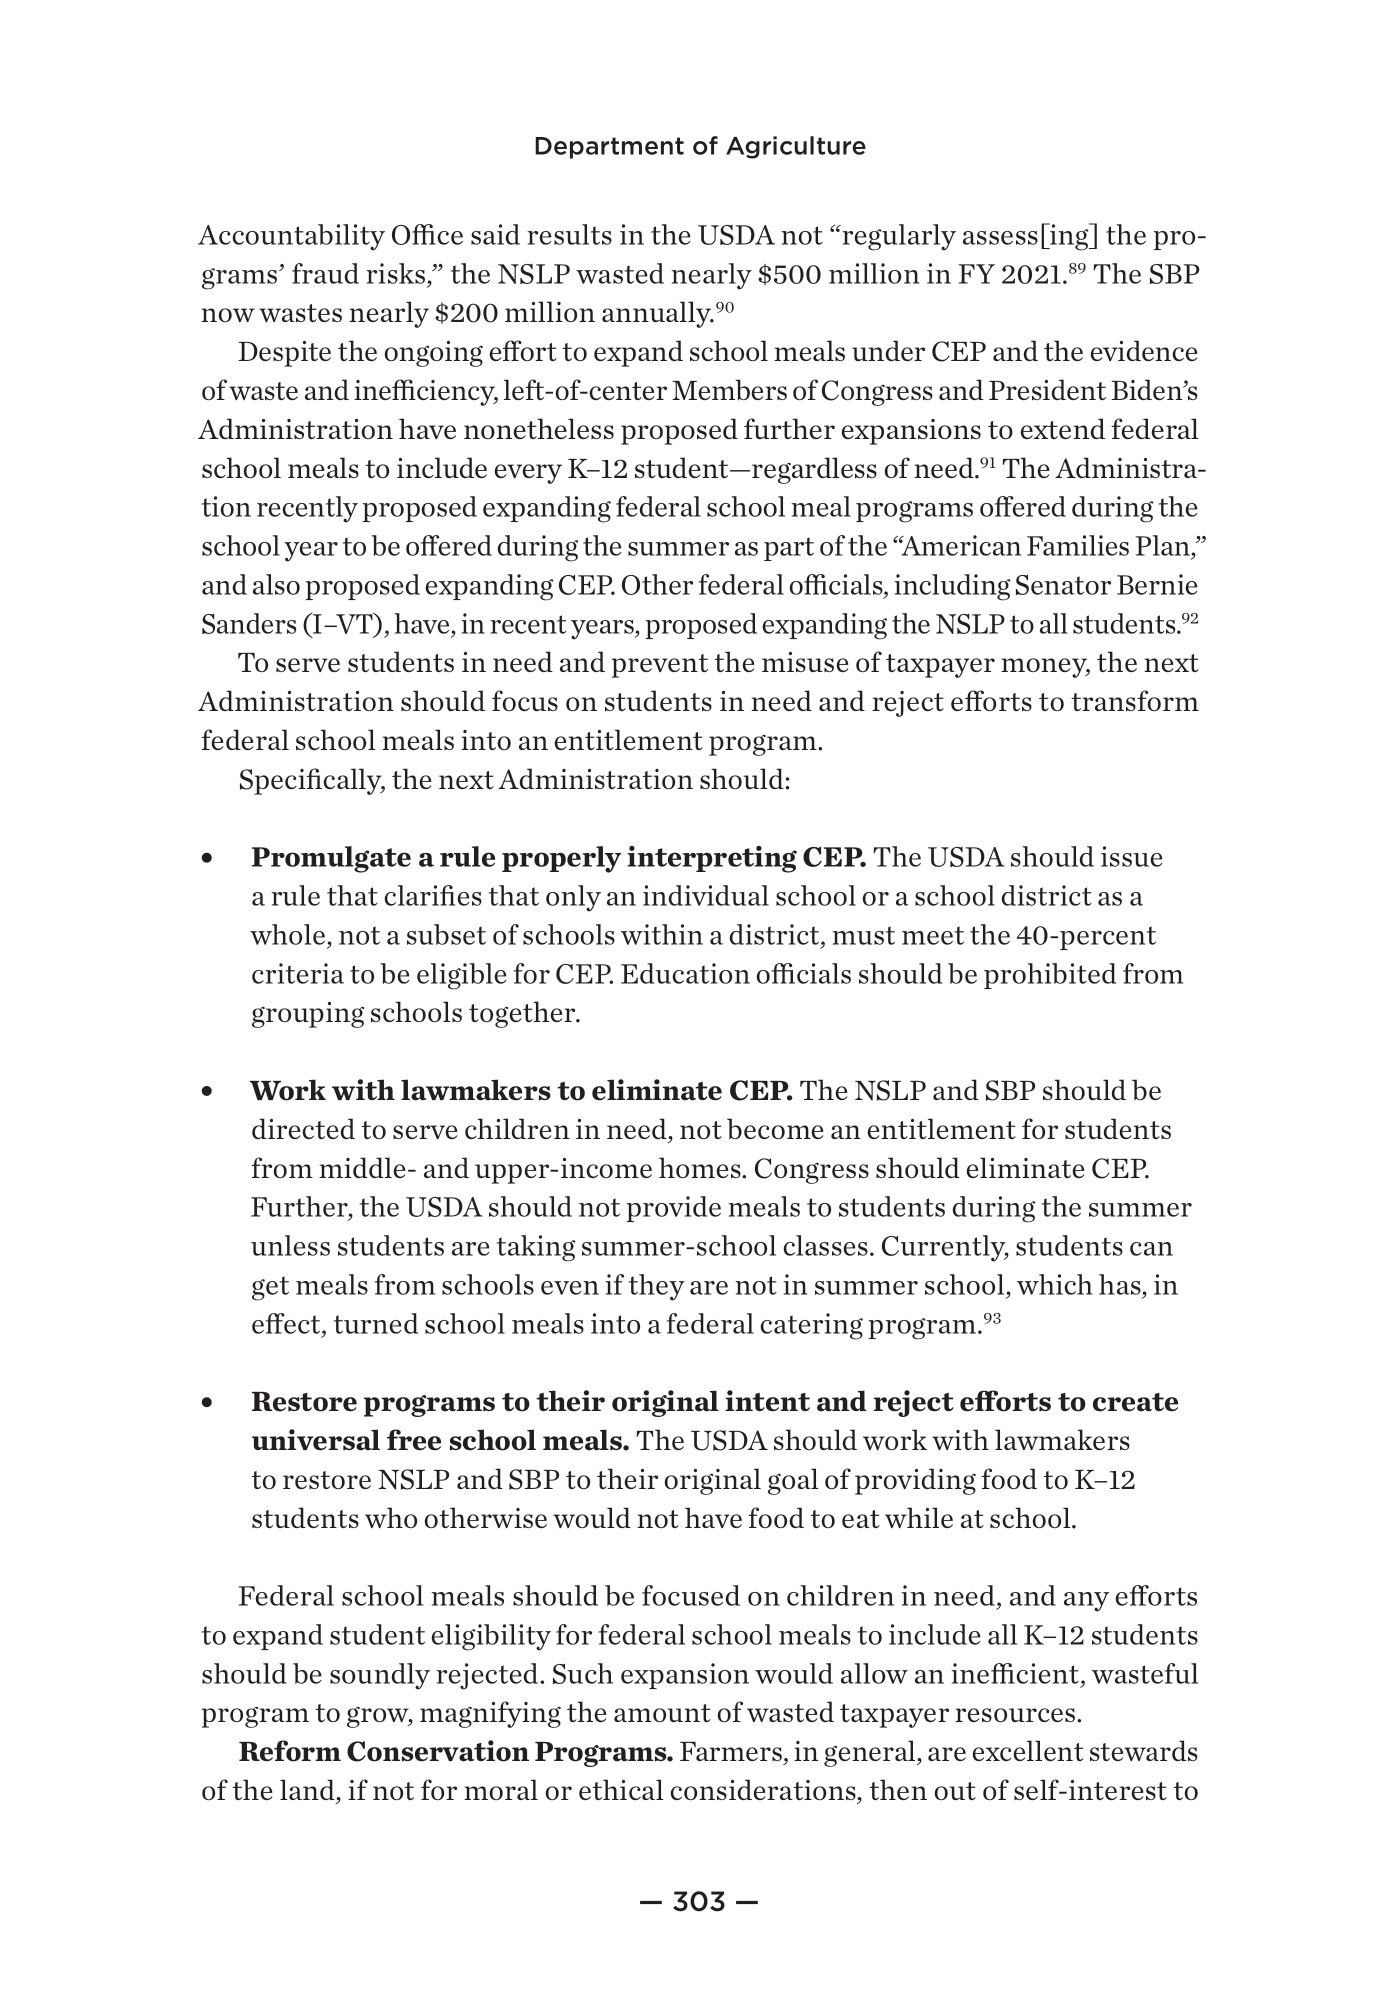 Department of Agriculture
Accountability Office said results in the USDA not “regularly assess[ing] the pro-
grams’ fraud risks,” the NSLP wasted nearly $500 million in FY 2021.89 The SBP
now wastes nearly $200 million annually.90
Despite the ongoing effort to expand school meals under CEP and the evidence
of waste and inefficiency, left-of-center Members of Congress and President Biden’s
Administration have nonetheless proposed further expansions to extend federal
school meals to include every K–12 student—regardless of need.91 The Administra-
tion recently proposed expanding federal school meal programs offered during the
school year to be offered during the summer as part of the “American Families Plan,”
and also proposed expanding CEP. Other federal officials, including Senator Bernie
Sanders (I–VT), have, in recent years, proposed expanding the NSLP to all students.92
To serve students in need and prevent the misuse of taxpayer money, the next
Administration should focus on students in need and reject efforts to transform
federal school meals into an entitlement program.
Specifically, the next Administration should:
• Promulgate a rule properly interpreting CEP. The USDA should issue
a rule that clarifies that only an individual school or a school district as a
whole, not a subset of schools within a district, must meet the 40-percent
criteria to be eligible for CEP. Education officials should be prohibited from
grouping schools together.
• Work with lawmakers to eliminate CEP. The NSLP and SBP should be
directed to serve children in need, not become an entitlement for students
from middle- and upper-income homes. Congress should eliminate CEP.
Further, the USDA should not provide meals to students during the summer
unless students are taking summer-school classes. Currently, students can
get meals from schools even if they are not in summer school, which has, in
effect, turned school meals into a federal catering program.93
• Restore programs to their original intent and reject efforts to create
universal free school meals. The USDA should work with lawmakers
to restore NSLP and SBP to their original goal of providing food to K–12
students who otherwise would not have food to eat while at school.
Federal school meals should be focused on children in need, and any efforts
to expand student eligibility for federal school meals to include all K–12 students
should be soundly rejected. Such expansion would allow an inefficient, wasteful
program to grow, magnifying the amount of wasted taxpayer resources.
Reform Conservation Programs. Farmers, in general, are excellent stewards
of the land, if not for moral or ethical considerations, then out of self-interest to
— 303 —